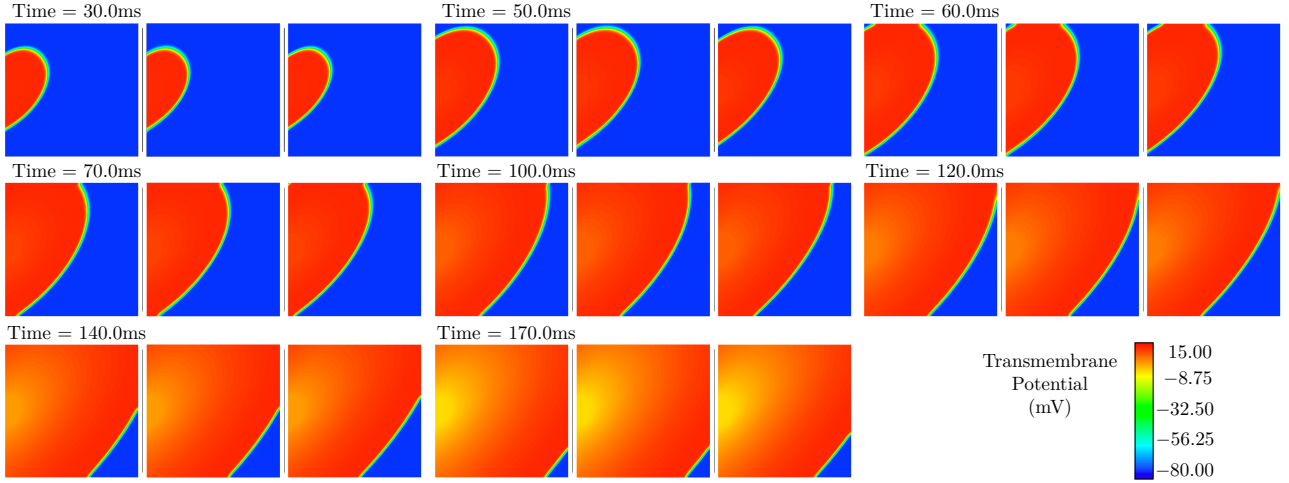 Time = 30.0ms
Time = 50.0ms
Time = 60.0ms
Time = 70.0ms
Time = 100.0ms
Time = 120.0ms
Time = 140.0ms
Time = 170.0ms
Transmembrane
Potential
(mV)
15.00
−8.75
−32.50
−56.25
−80.00